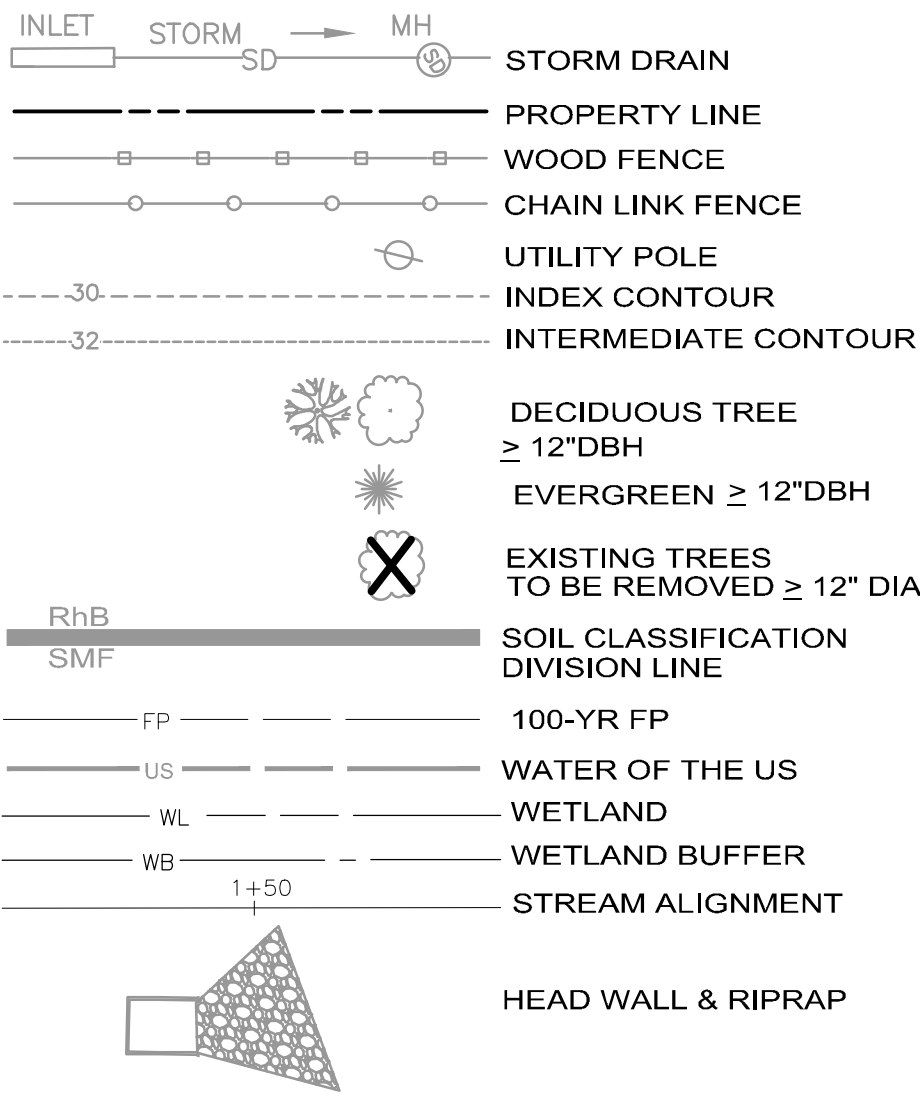 INLET STORM MH
SD SD STORM DRAIN
PROPERTY LINE
WOOD FENCE
CHAIN LINK FENCE
UTILITY POLE
30 INDEX CONTOUR
32 INTERMEDIATE CONTOUR
DECIDUOUS TREE
≥ 12"DBH
EVERGREEN ≥ 12"DBH
EXISTING TREES
TO BE REMOVED ≥ 12" DIA
RhB
SMF
SOIL CLASSIFICATION
DIVISION LINE
FP 100-YR FP
US WATER OF THE US
WL WETLAND
WB WETLAND BUFFER
1+50
STREAM ALIGNMENT
HEAD WALL & RIPRAP